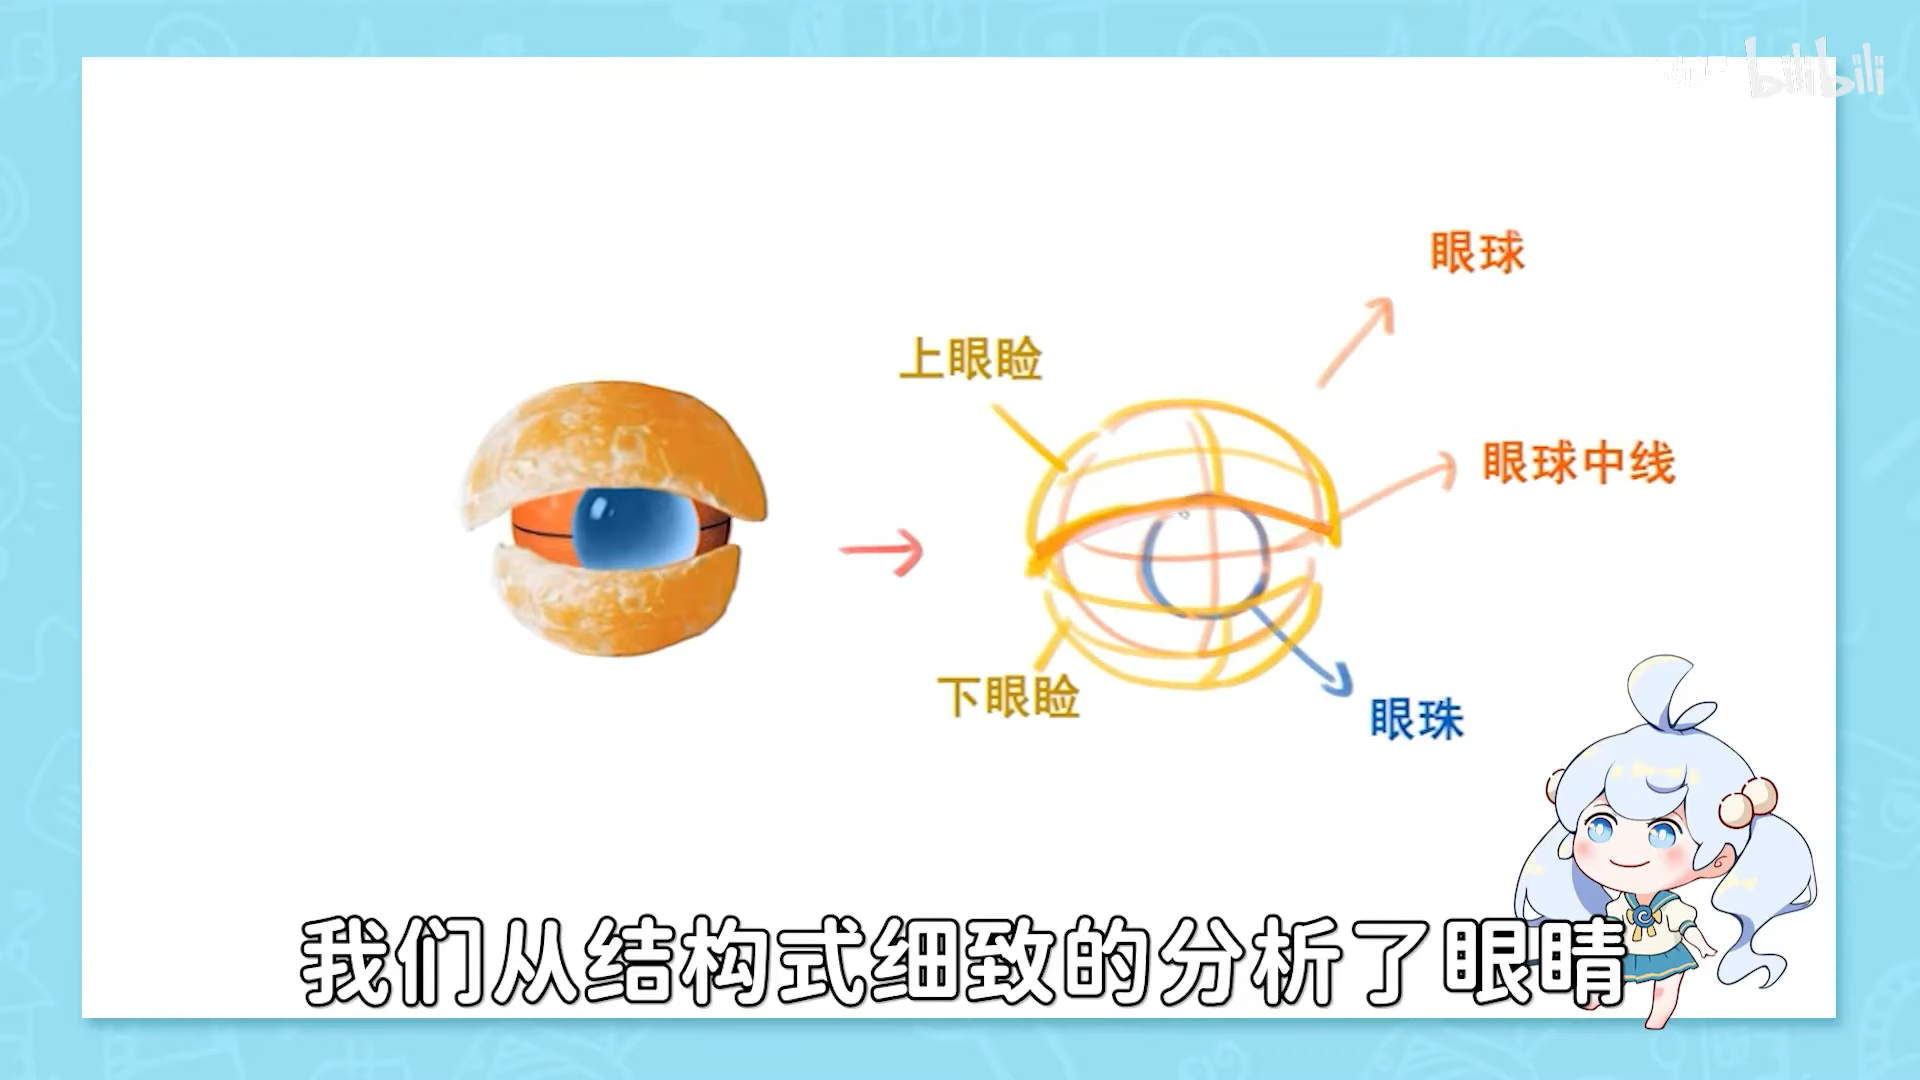 bilibili
眼球
上眼睑
眼球中线
下眼睑
眼珠
我们从结构式细致的分析了眼睛